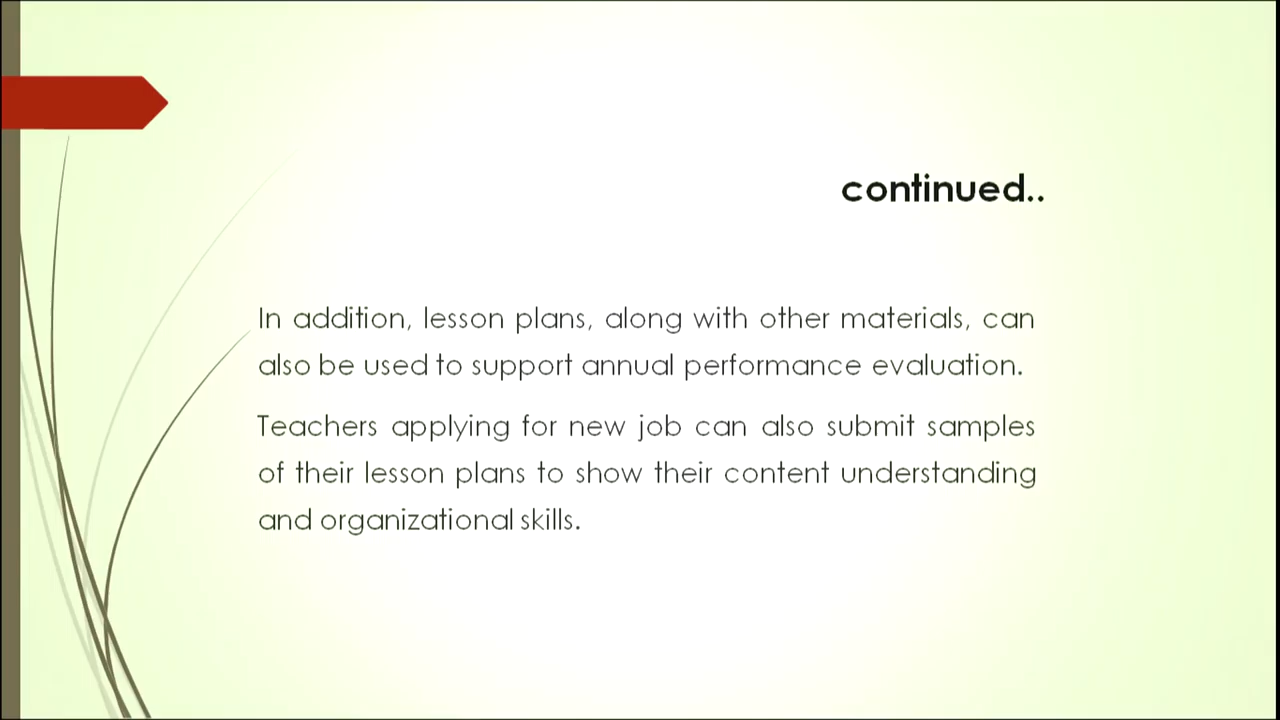 continued..
In addition, lesson plans, along with other materials, can
also be used to support annual performance evaluation.
Teachers applying for new job can also submit samples
of their lesson plans to show their content understanding
and organizational skills.